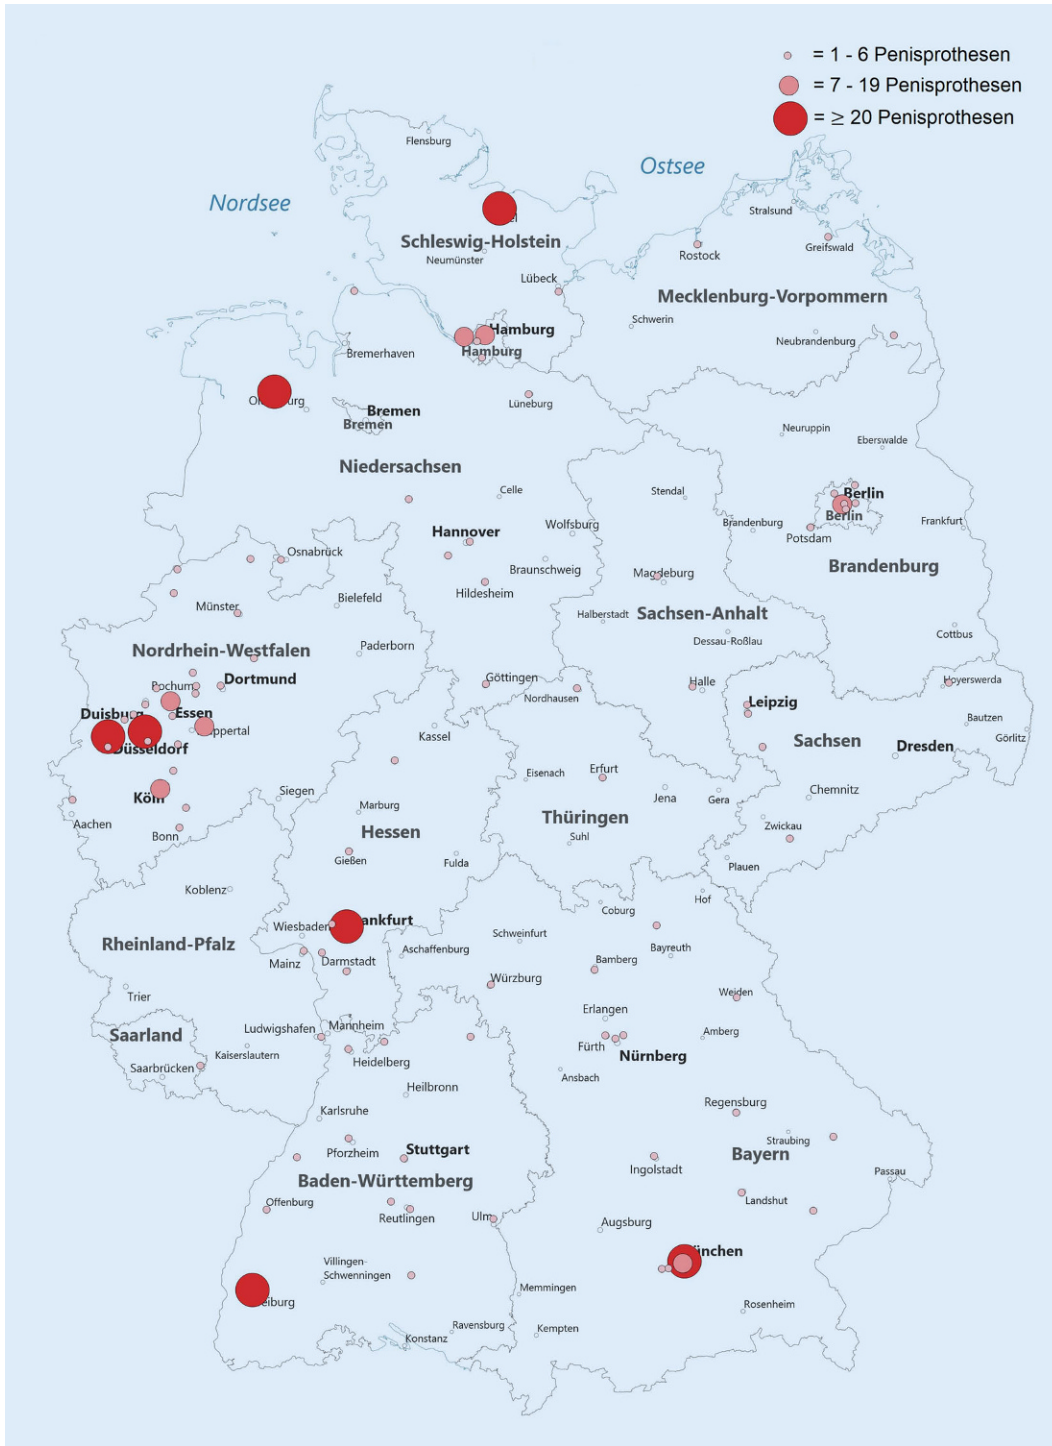 = 1 - 6 Penisprothesen
= 7 - 19 Penisprothesen
= ≥ 20 Penisprothesen
Flensburg
Ostsee
Nordsee
Stralsund
Schleswig-Holstein
Greifswald
Neumünster
Rostock
Lübeck
Mecklenburg-Vorpommern
Schwerin
Hamburg
Neubrandenburg
Hamburg
Bremerhaven
Lüneburg
Bremen
Bremen
Neuruppin
Eberswalde
Niedersachsen
Celle
Stendal
Berlin
Berlin
Hannover
Wolfsburg
Brandenburg
Frankfurt
Potsdam
Osnabrück
Braunschweig
Brandenburg
Magdeburg
Hildesheim
Bielefeld
Münster
Halberstadt
Sachsen-Anhalt
Cottbus
Dessau-Roßlau
Nordrhein-Westfalen
Paderborn
Göttingen
Dortmund
Bochum
Nordhausen
Halle
Hoyerswerda
Leipzig
Duisburg
Essen
Bautzen
Kassel
Görlitz
Sachsen
Dresden
Düsseldorf
Eisenach
Erfurt
Siegen
Köln
Jena
Gera
Chemnitz
Marburg
Thüringen
Aachen
Bonn
Hessen
Suhl
Zwickau
Gießen
Fulda
Plauen
Koblenz
Hof
Coburg
Wiesbaden
Schweinfurt
Rheinland-Pfalz
Aschaffenburg
Bayreuth
Mainz
Darmstadt
Bamberg
Würzburg
Weiden
Trier
Erlangen
Saarland
Ludwigshafen
Mannheim
Amberg
Fürth
Nürnberg
Kaiserslautern
Heidelberg
Saarbrücken
Ansbach
Heilbronn
Regensburg
Karlsruhe
Straubing
Pforzheim
Stuttgart
Bayern
Ingolstadt
Passau
Baden-Württemberg
Offenburg
Landshut
Reutlingen
Ulm
Augsburg
Villingen-
Schwenningen
Memmingen
Rosenheim
Ravensburg
Konstanz
Kempten